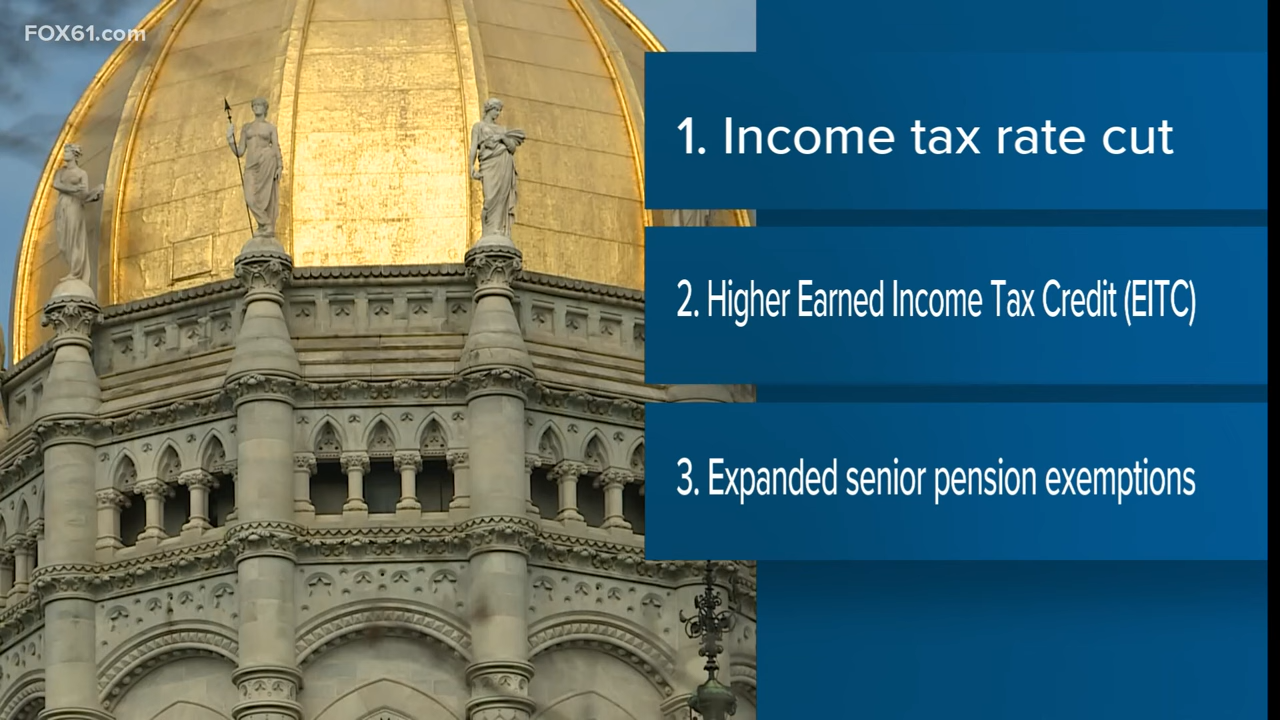 FOX61.com
1. Income tax rate cut
2. Higher Earned Income Tax Credit (EITC)
3. Expanded senior pension exemptions